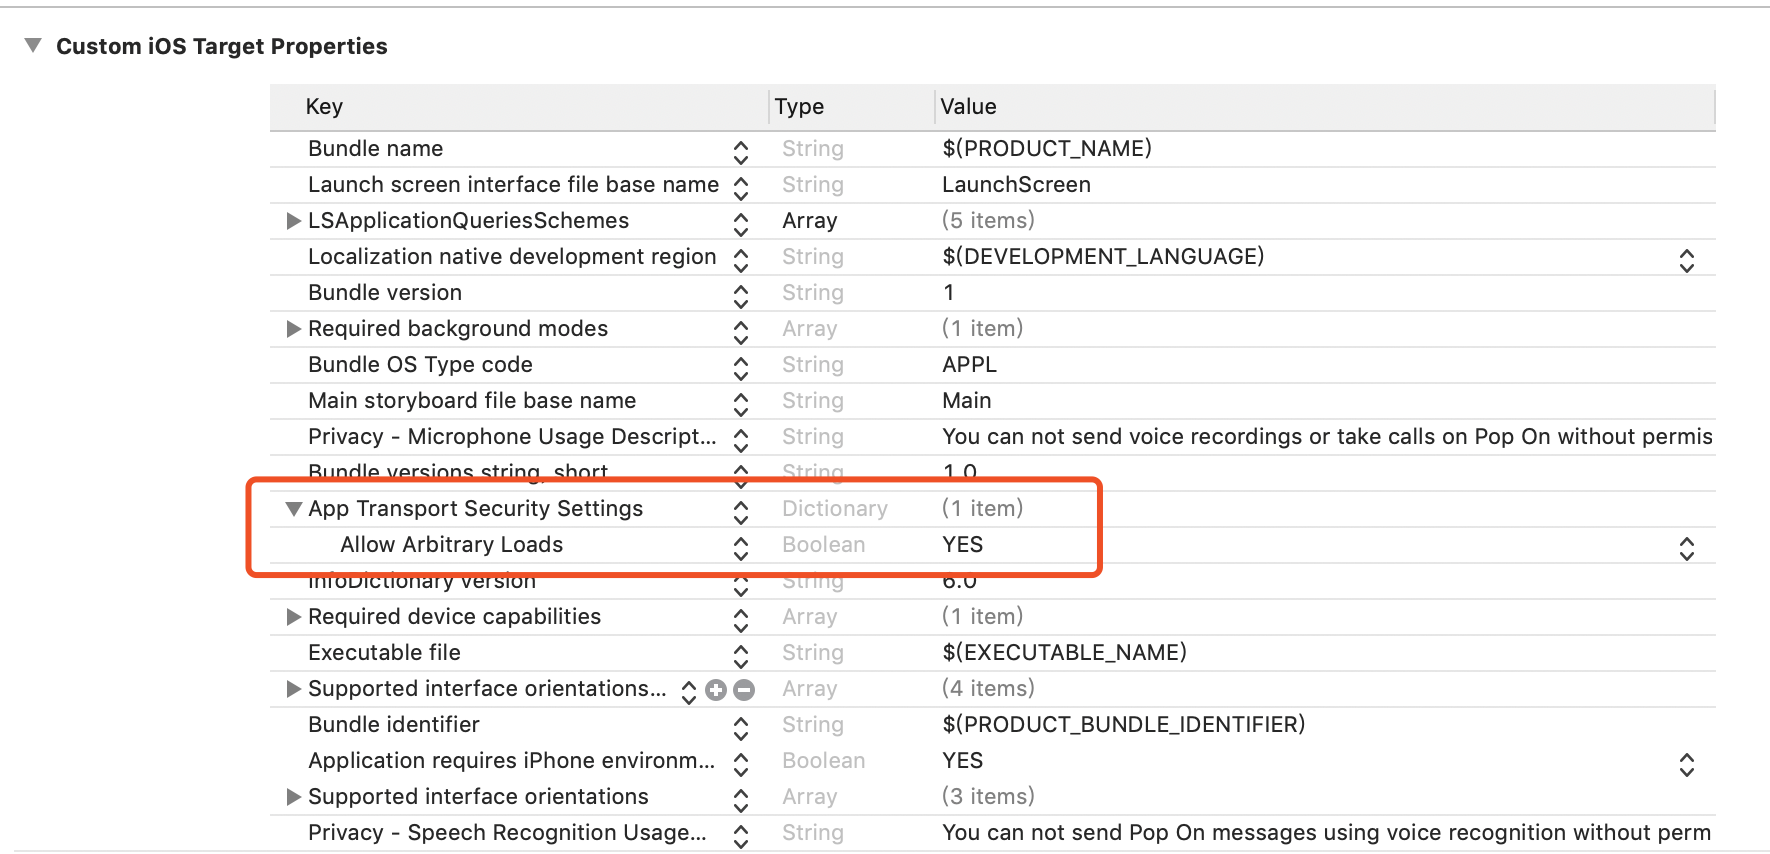 Custom iOS Target Properties
Key Type Value
Bundle name String $(PRODUCT_NAME)
Launch screen interface file base name String LaunchScreen
LSApplicationQueriesSchemes Array (5 items)
Localization native development region String $(DEVELOPMENT_LANGUAGE)
Bundle version String 1
Required background modes Array (1 item)
Bundle OS Type code String APPL
Main storyboard file base name String Main
Privacy - Microphone Usage Descript... String You can not send voice recordings or take calls on Pop On without permis
Bundle versions string, short String 1.0
App Transport Security Settings Dictionary (1 item)
Allow Arbitrary Loads Boolean YES
InfoDictionary version String 6.0
Required device capabilities Array (1 item)
Executable file String $(EXECUTABLE_NAME)
Supported interface orientations... Array (4 items)
Bundle identifier String $(PRODUCT_BUNDLE_IDENTIFIER)
Application requires iPhone environm... Boolean YES
Supported interface orientations Array (3 items)
Privacy - Speech Recognition Usage... String You can not send Pop On messages using voice recognition without perm